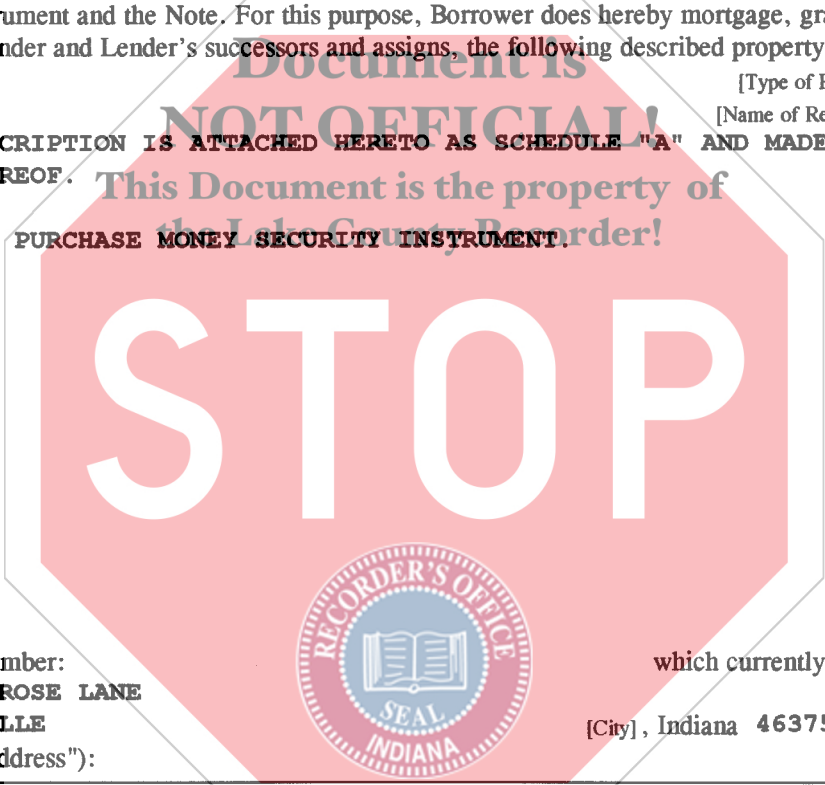 ument and the Note. For this purpose, Borrower does hereby mortgage, gra
nder and Lender's successors and assigns, the following described property
Document is
[Type of R
NOT OFFICIAL!
[Name of Re
CRIPTION IS ATTACHED HERETO AS SCHEDULE "A" AND MADE
REOF.
This Document is the property of
the Lake County Recorder!
PURCHASE MONEY SECURITY INSTRUMENT.
STOP
RECORDER'S OFFICE
SEAL
INDIANA
mber:
which currently
ROSE LANE
LLE
[City], Indiana 46375
ddress"):